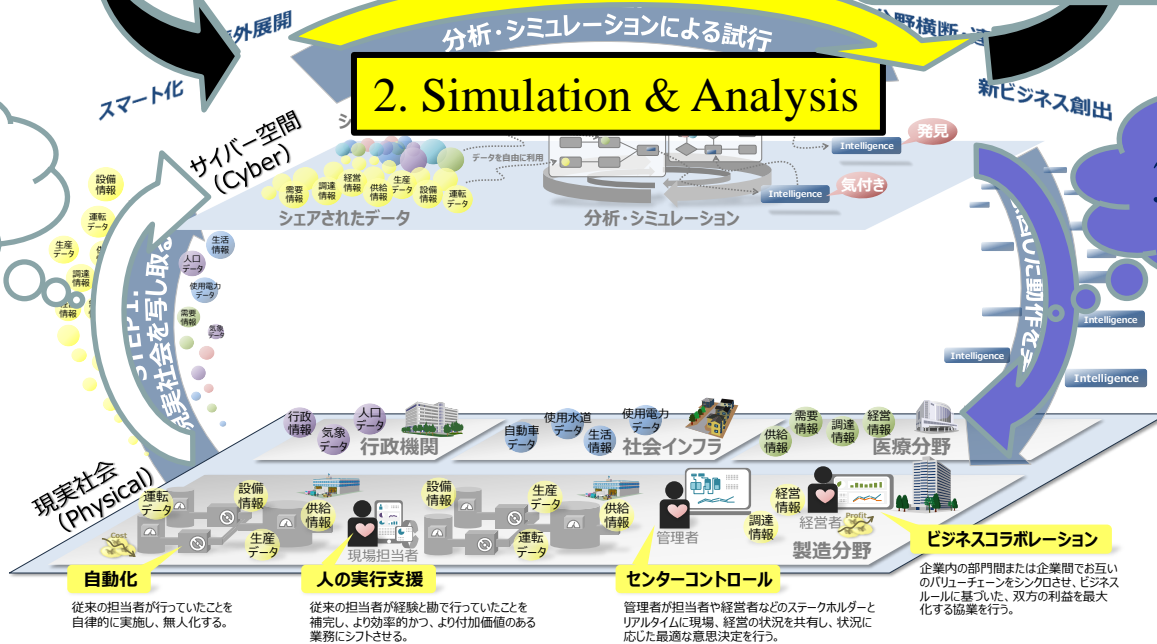 外展開
分析・シミュレーションによる試行
スマート化
新ビジネス創出
2. Simulation & Analysis
サイバー空間
(Cyber)
データを自由に利用
Intelligence
発見
Intelligence
気付き
需要
情報
調達
情報
経営
情報
供給
情報
生産
データ
設備
情報
運転
データ
シェアされたデータ
分析・シミュレーション
設備
情報
運転
データ
生産
データ
調達
情報
情報
現実社会を写し取る
生活
情報
人口
データ
使用電力
データ
需要
情報
気象
データ
Intelligence
Intelligence
Intelligence
行政
情報
気象
データ
人口
データ
行政機関
自動車
データ
使用水道
データ
生活
情報
使用電力
データ
社会インフラ
供給
情報
需要
情報
調達
情報
経営
情報
医療分野
現実社会
(Physical)
運転
データ
設備
情報
生産
データ
供給
情報
Cost
現場担当者
設備
情報
生産
データ
運転
データ
供給
情報
管理者
調達
情報
経営
情報
経営者
Profit
製造分野
自動化
従来の担当者が行っていたことを
自律的に実施し、無人化する。
人の実行支援
従来の担当者が経験と勘で行っていたことを
補完し、より効率的かつ、より付加価値のある
業務にシフトさせる。
センターコントロール
管理者が担当者や経営者などのステークホルダーと
リアルタイムに現場、経営の状況を共有し、状況に
応じた最適な意思決定を行う。
ビジネスコラボレーション
企業内の部門間または企業間でお互い
のバリューチェーンをシンクロさせ、ビジネス
ルールに基づいた、双方の利益を最大
化する協業を行う。